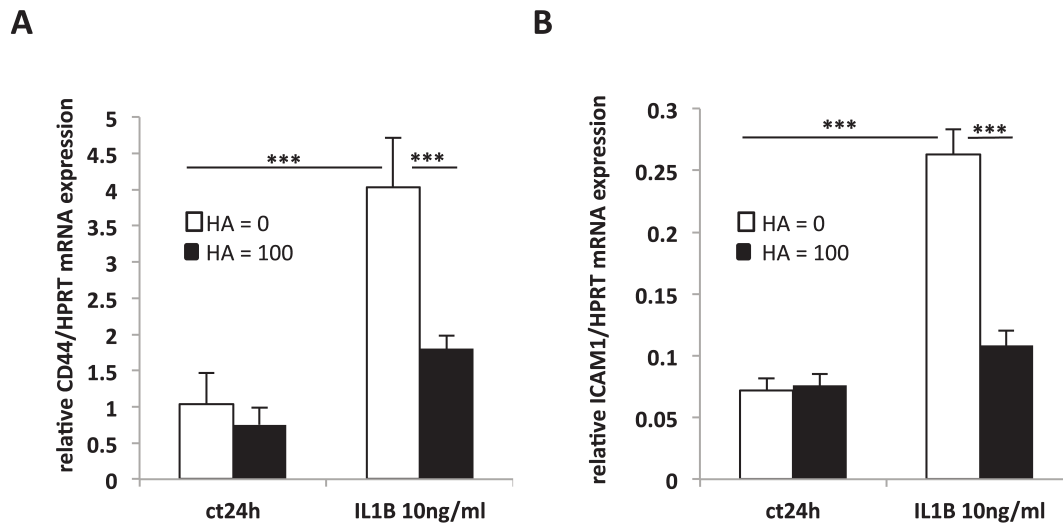 A
relative CD44/HPRT mRNA expression
5
4.5
4
3.5
3
2.5
2
1.5
1
0.5
0
***
***
HA = 0
HA = 100
ct24h
IL1B 10ng/ml
B
relative ICAM1/HPRT mRNA expression
0.3
0.25
0.2
0.15
0.1
0.05
0
***
***
HA = 0
HA = 100
ct24h
IL1B 10ng/ml